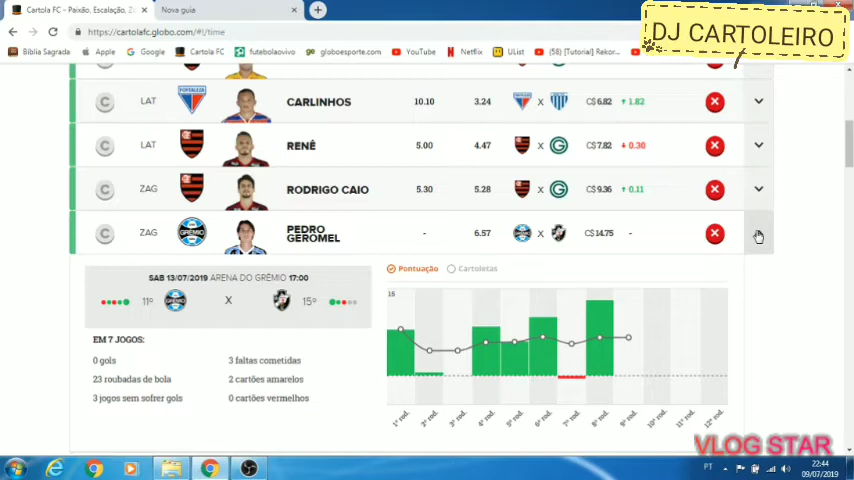 Cartola FC - Paixão, Escalação, Z
Nova guia
DJ CARTOLEIRO
https://cartolafc.globo.com/#!/time
Bíblia Sagrada
Apple
Google
Cartola FC
futebolaovivo
globoesporte.com
YouTube
Netflix
UList
(58) [Tutorial] Rekor
LAT
CARLINHOS
10.10
3.24
X
C$ 6.82
1.82
C
LAT
RENÊ
5.00
4.47
X
C$ 7.82
0.30
C
ZAG
RODRIGO CAIO
5.30
5.28
X
C$ 9.36
0.11
C
ZAG
PEDRO
GEROMEL
-
6.57
X
C$ 14.75
-
SAB 13/07/2019 ARENA DO GRÊMIO 17:00
11º
X
15º
EM 7 JOGOS:
0 gols
3 faltas cometidas
23 roubadas de bola
2 cartões amarelos
3 jogos sem sofrer gols
0 cartões vermelhos
Pontuação
Cartoletas
15
1ª rod.
2ª rod.
3ª rod.
4ª rod.
5ª rod.
6ª rod.
7ª rod.
8ª rod.
9ª rod.
10ª rod.
11ª rod.
12ª rod.
VLOG STAR
PT
22:44
09/07/2019